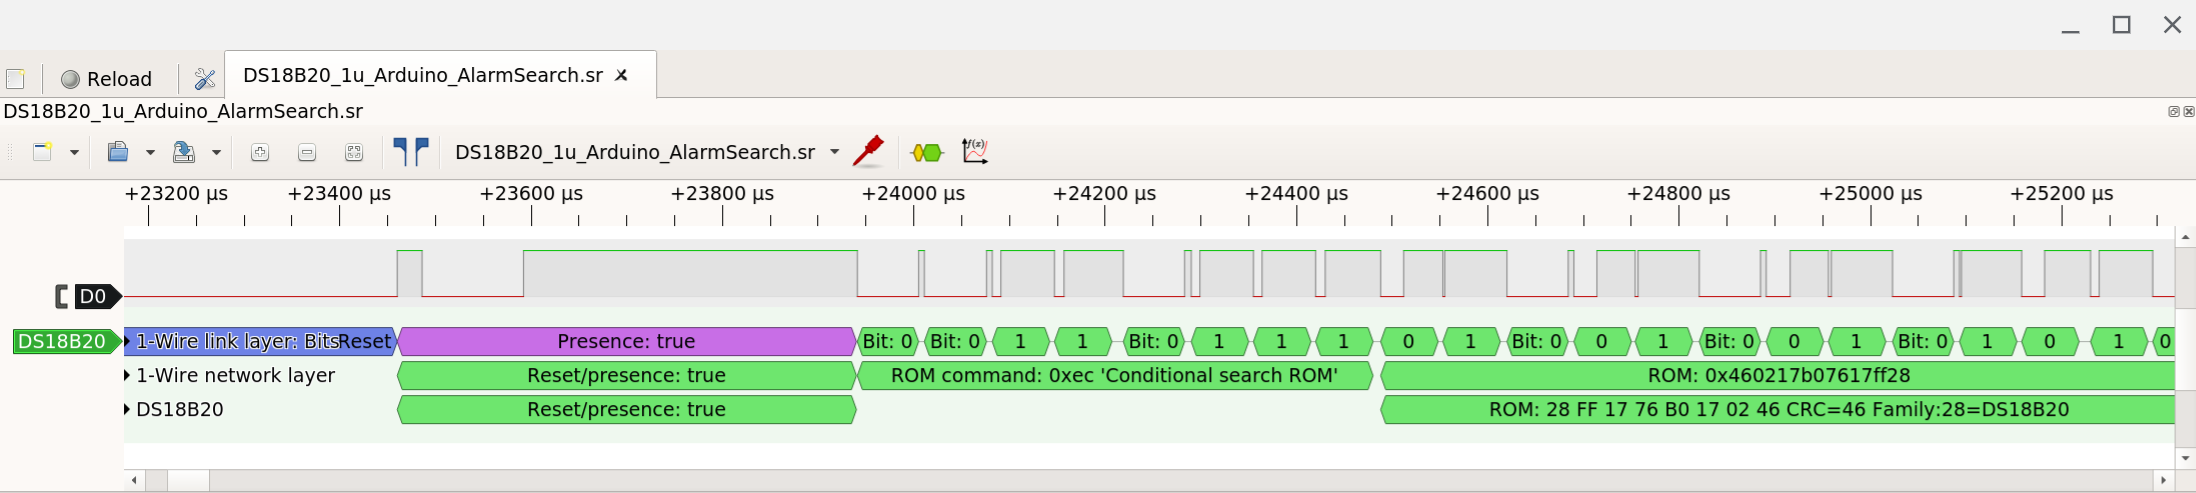 Reload DS18B20_1u_Arduino_AlarmSearch.sr
DS18B20_1u_Arduino_AlarmSearch.sr
DS18B20_1u_Arduino_AlarmSearch.sr f(x)
+23200 µs +23400 µs +23600 µs +23800 µs +24000 µs +24200 µs +24400 µs +24600 µs +24800 µs +25000 µs +25200 µs
D0
DS18B20 1-Wire link layer: Bits Reset Presence: true Bit: 0 Bit: 0 1 1 Bit: 0 1 1 1 0 1 Bit: 0 0 1 Bit: 0 0 1 Bit: 0 1 0 1 0
1-Wire network layer Reset/presence: true ROM command: 0xec 'Conditional search ROM' ROM: 0x460217b07617ff28
DS18B20 Reset/presence: true ROM: 28 FF 17 76 B0 17 02 46 CRC=46 Family:28=DS18B20